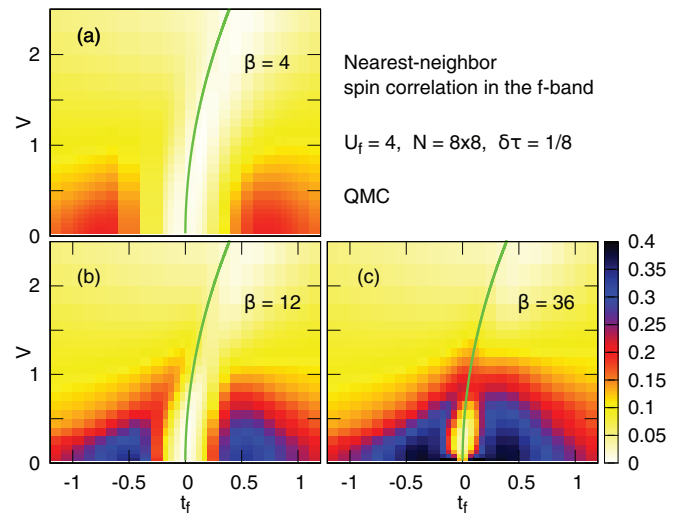 (a)
β = 4
V
2
1
0
Nearest-neighbor
spin correlation in the f-band
U_f = 4, N = 8x8, δτ = 1/8
QMC
(b)
β = 12
V
2
1
0
-1 -0.5 0 0.5 1
t_f
(c)
β = 36
-1 -0.5 0 0.5 1
t_f
0.4
0.35
0.3
0.25
0.2
0.15
0.1
0.05
0